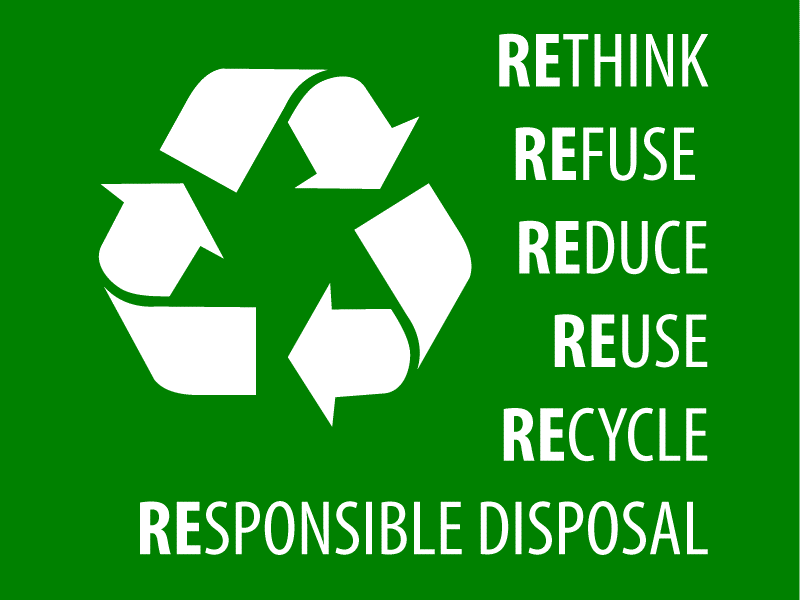 RETHINK
REFUSE
REDUCE
REUSE
RECYCLE
RESPONSIBLE DISPOSAL